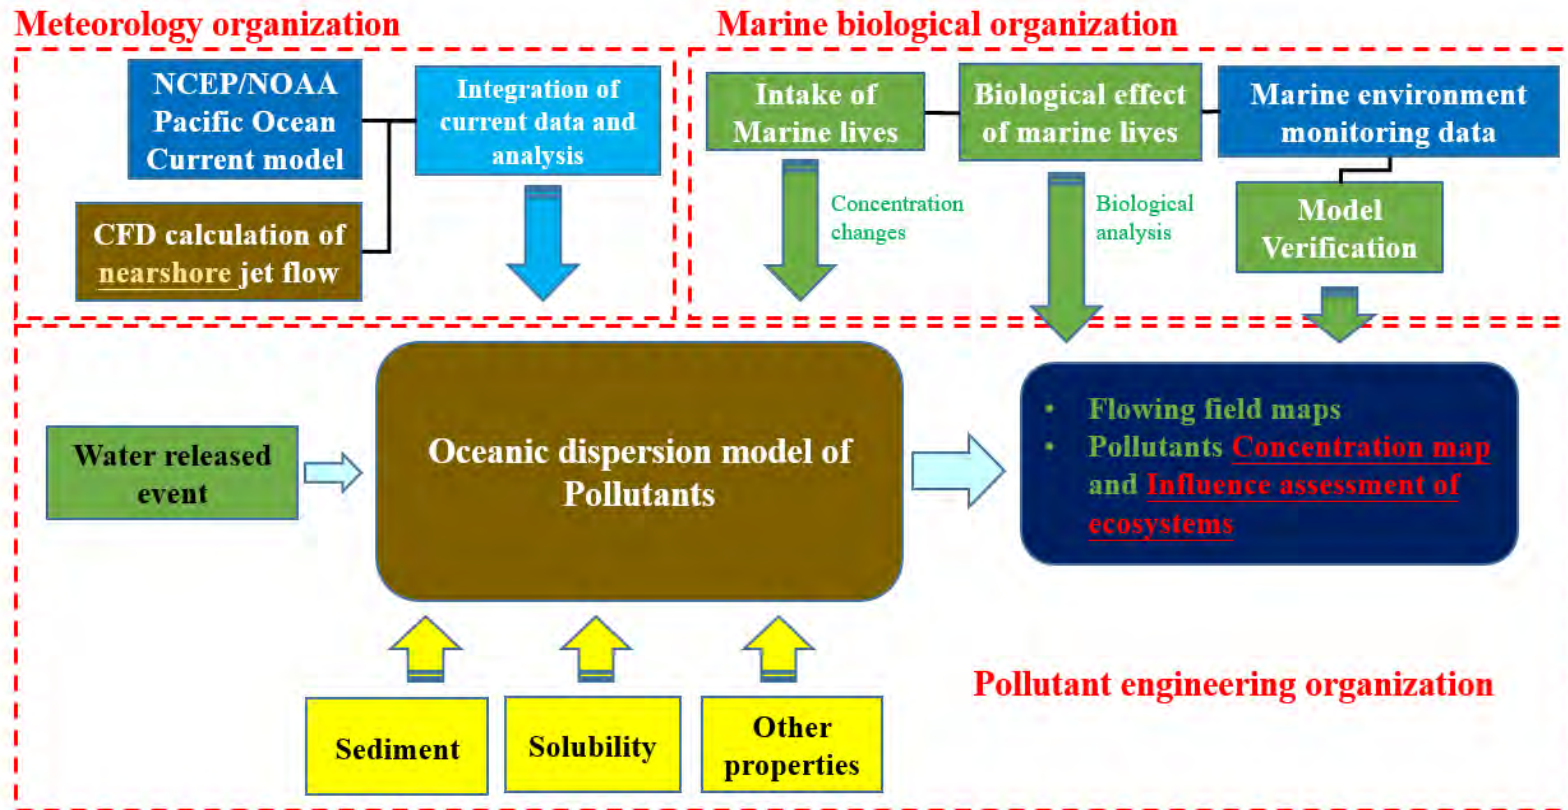 Meteorology organization
Marine biological organization
NCEP/NOAA
Pacific Ocean
Current model
Integration of
current data and
analysis
CFD calculation of
nearshore jet flow
Intake of
Marine lives
Biological effect
of marine lives
Marine environment
monitoring data
Concentration
changes
Biological
analysis
Model
Verification
Water released
event
Oceanic dispersion model of
Pollutants
• Flowing field maps
• Pollutants Concentration map
and Influence assessment of
ecosystems
Sediment
Solubility
Other
properties
Pollutant engineering organization